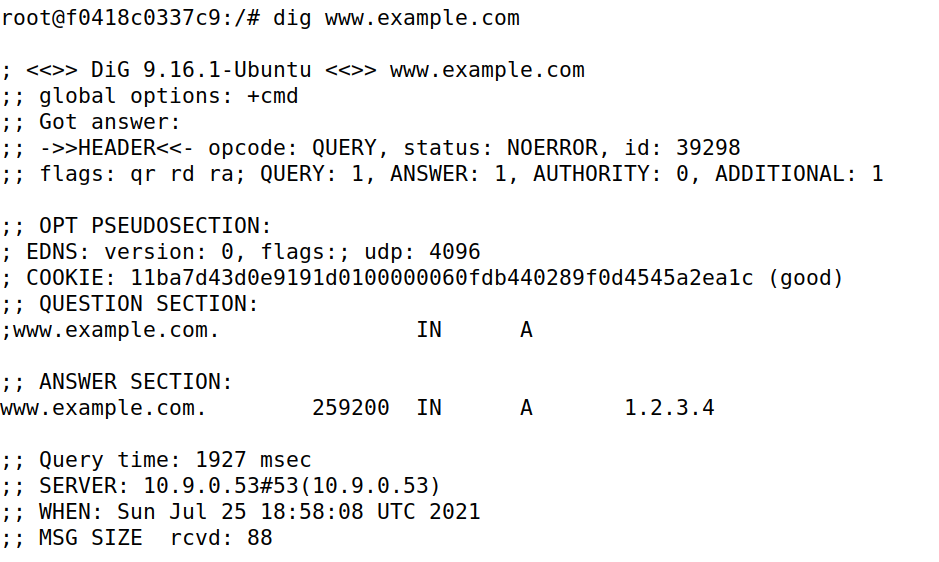 root@f0418c0337c9:/# dig www.example.com
; <<>> DiG 9.16.1-Ubuntu <<>> www.example.com
;; global options: +cmd
;; Got answer:
;; ->>HEADER<<- opcode: QUERY, status: NOERROR, id: 39298
;; flags: qr rd ra; QUERY: 1, ANSWER: 1, AUTHORITY: 0, ADDITIONAL: 1
;; OPT PSEUDOSECTION:
; EDNS: version: 0, flags:; udp: 4096
; COOKIE: 11ba7d43d0e9191d0100000060fdb440289f0d4545a2ea1c (good)
;; QUESTION SECTION:
;www.example.com. IN A
;; ANSWER SECTION:
www.example.com. 259200 IN A 1.2.3.4
;; Query time: 1927 msec
;; SERVER: 10.9.0.53#53(10.9.0.53)
;; WHEN: Sun Jul 25 18:58:08 UTC 2021
;; MSG SIZE  rcvd: 88